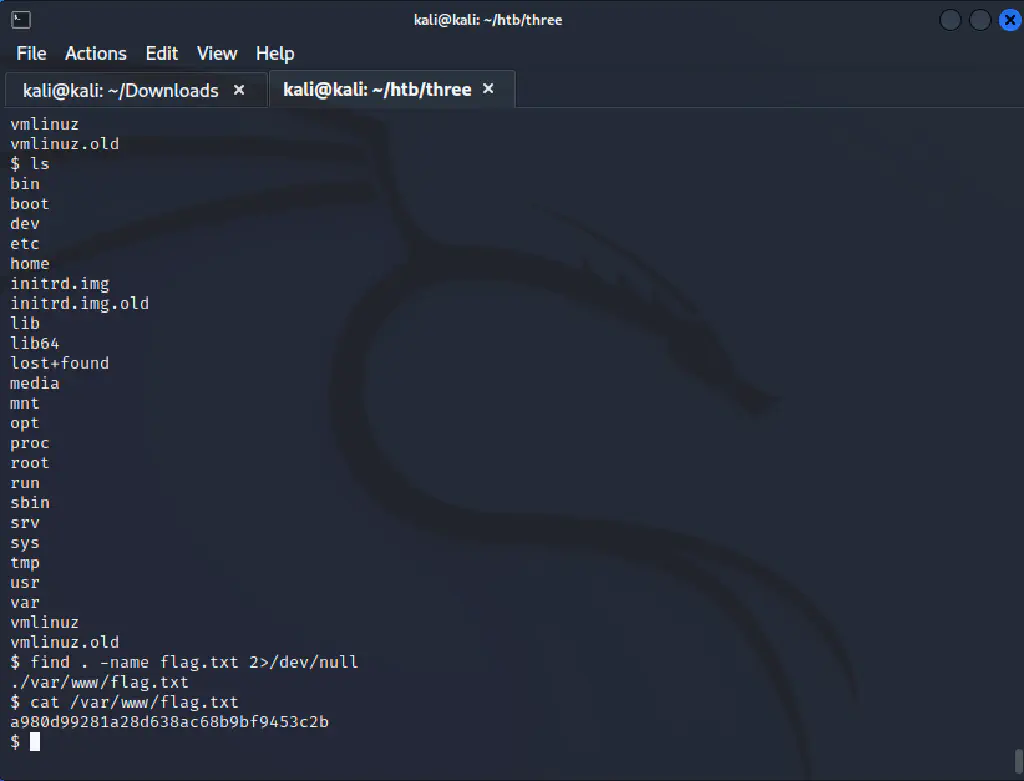 kali@kali: ~/htb/three
File Actions Edit View Help
kali@kali: ~/Downloads × kali@kali: ~/htb/three ×
vmlinuz
vmlinuz.old
$ ls
bin
boot
dev
etc
home
initrd.img
initrd.img.old
lib
lib64
lost+found
media
mnt
opt
proc
root
run
sbin
srv
sys
tmp
usr
var
vmlinuz
vmlinuz.old
$ find . -name flag.txt 2>/dev/null
./var/www/flag.txt
$ cat /var/www/flag.txt
a980d99281a28d638ac68b9bf9453c2b
$